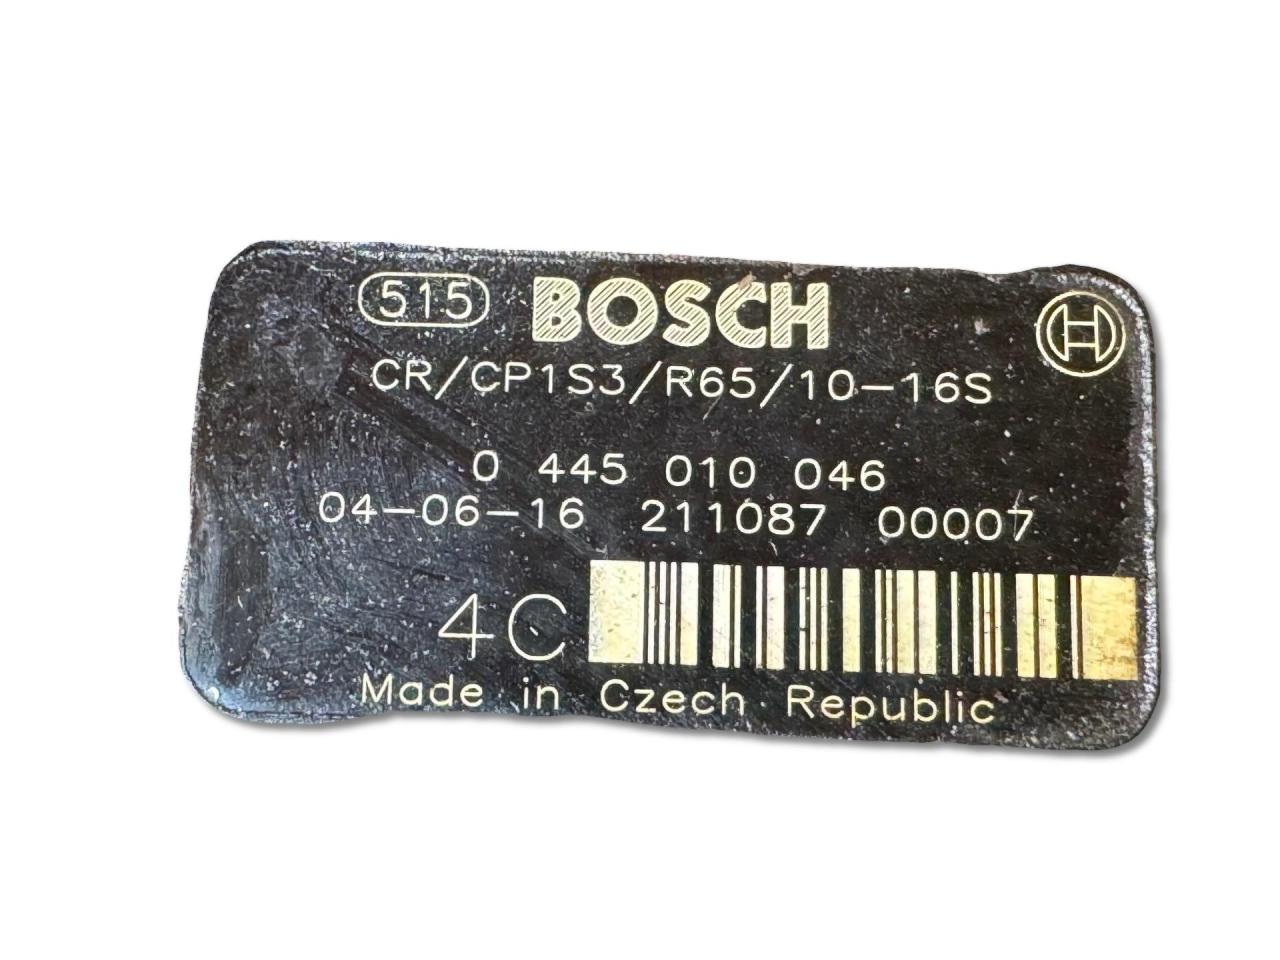 515 BOSCH
CR/CP1S3/R65/10-16S
0 445 010 046
04-06-16 211087 00007
4C
Made in Czech Republic